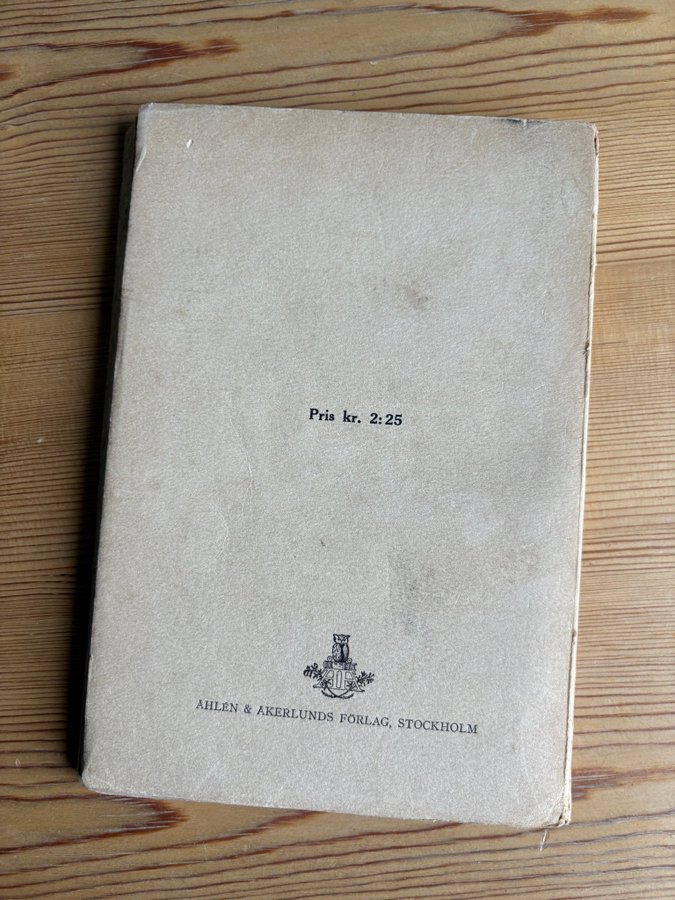 Pris kr. 2:25
ÅHLÉN & ÅKERLUNDS FÖRLAG, STOCKHOLM